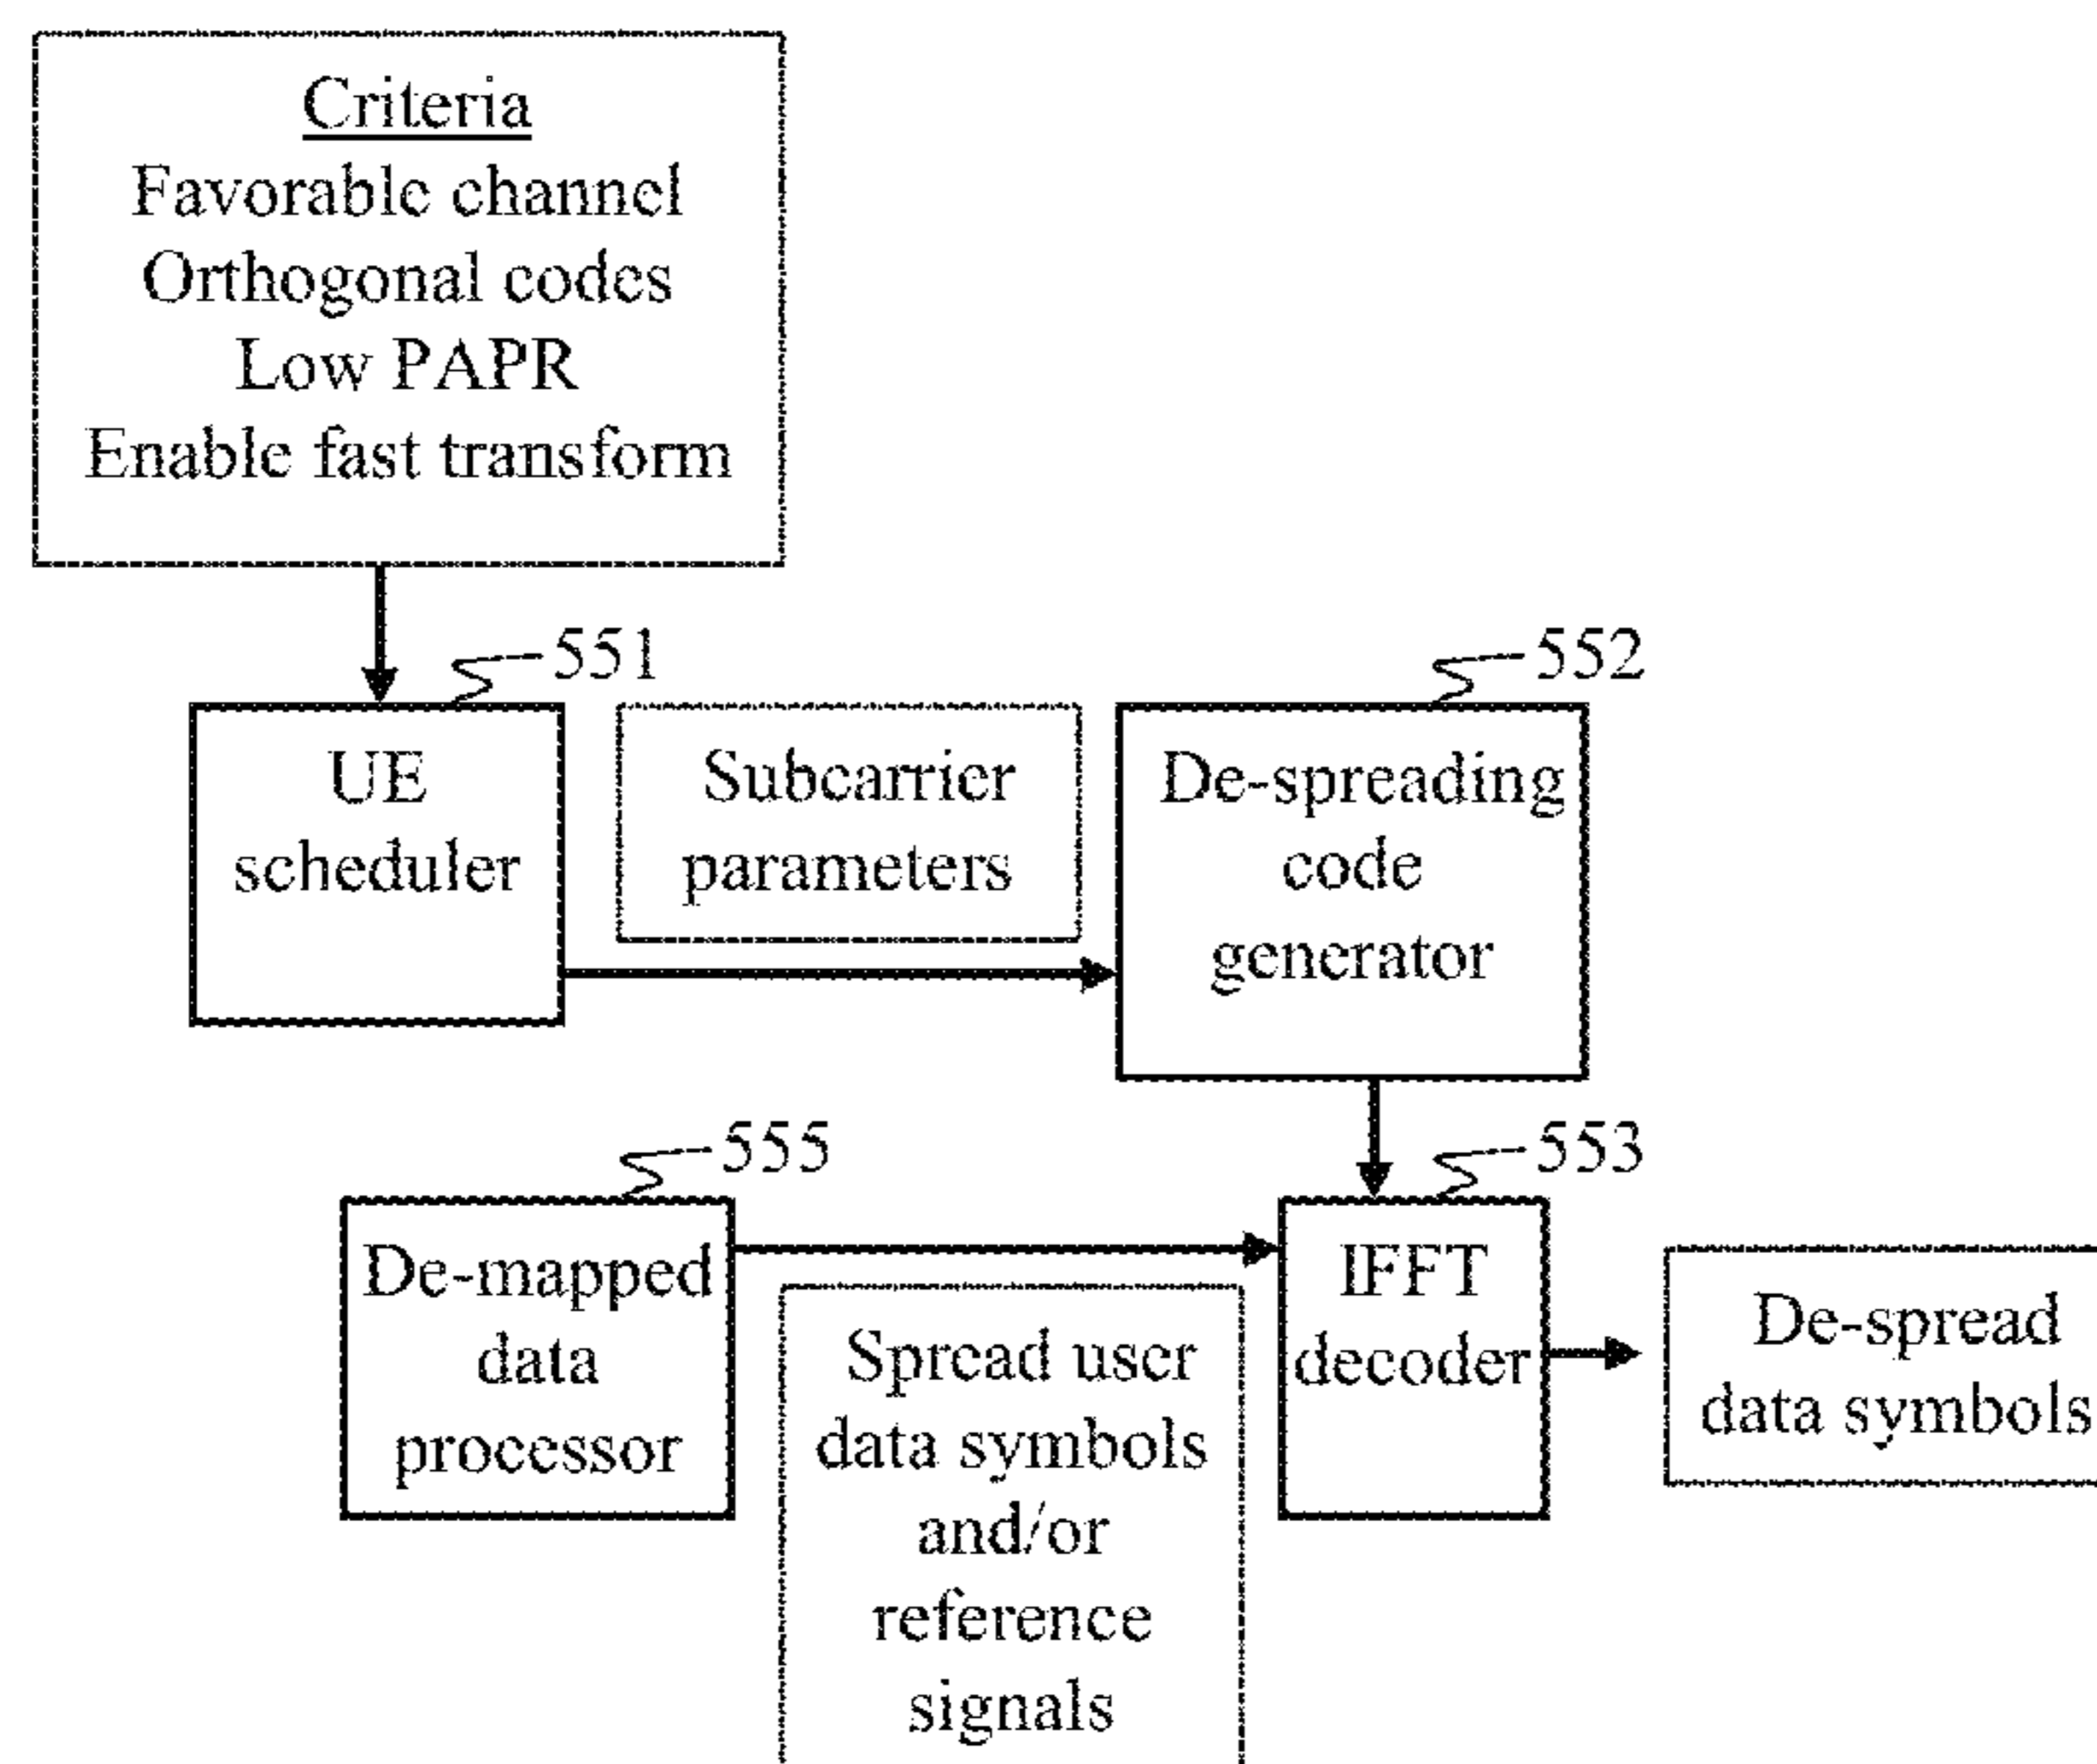 Criteria
Favorable channel
Orthogonal codes
Low PAPR
Enable fast transform
551
UE
scheduler
Subcarrier
parameters
552
De-spreading
code
generator
555
De-mapped
data
processor
Spread user
data symbols
and/or
reference
signals
553
IFFT
decoder
De-spread
data symbols